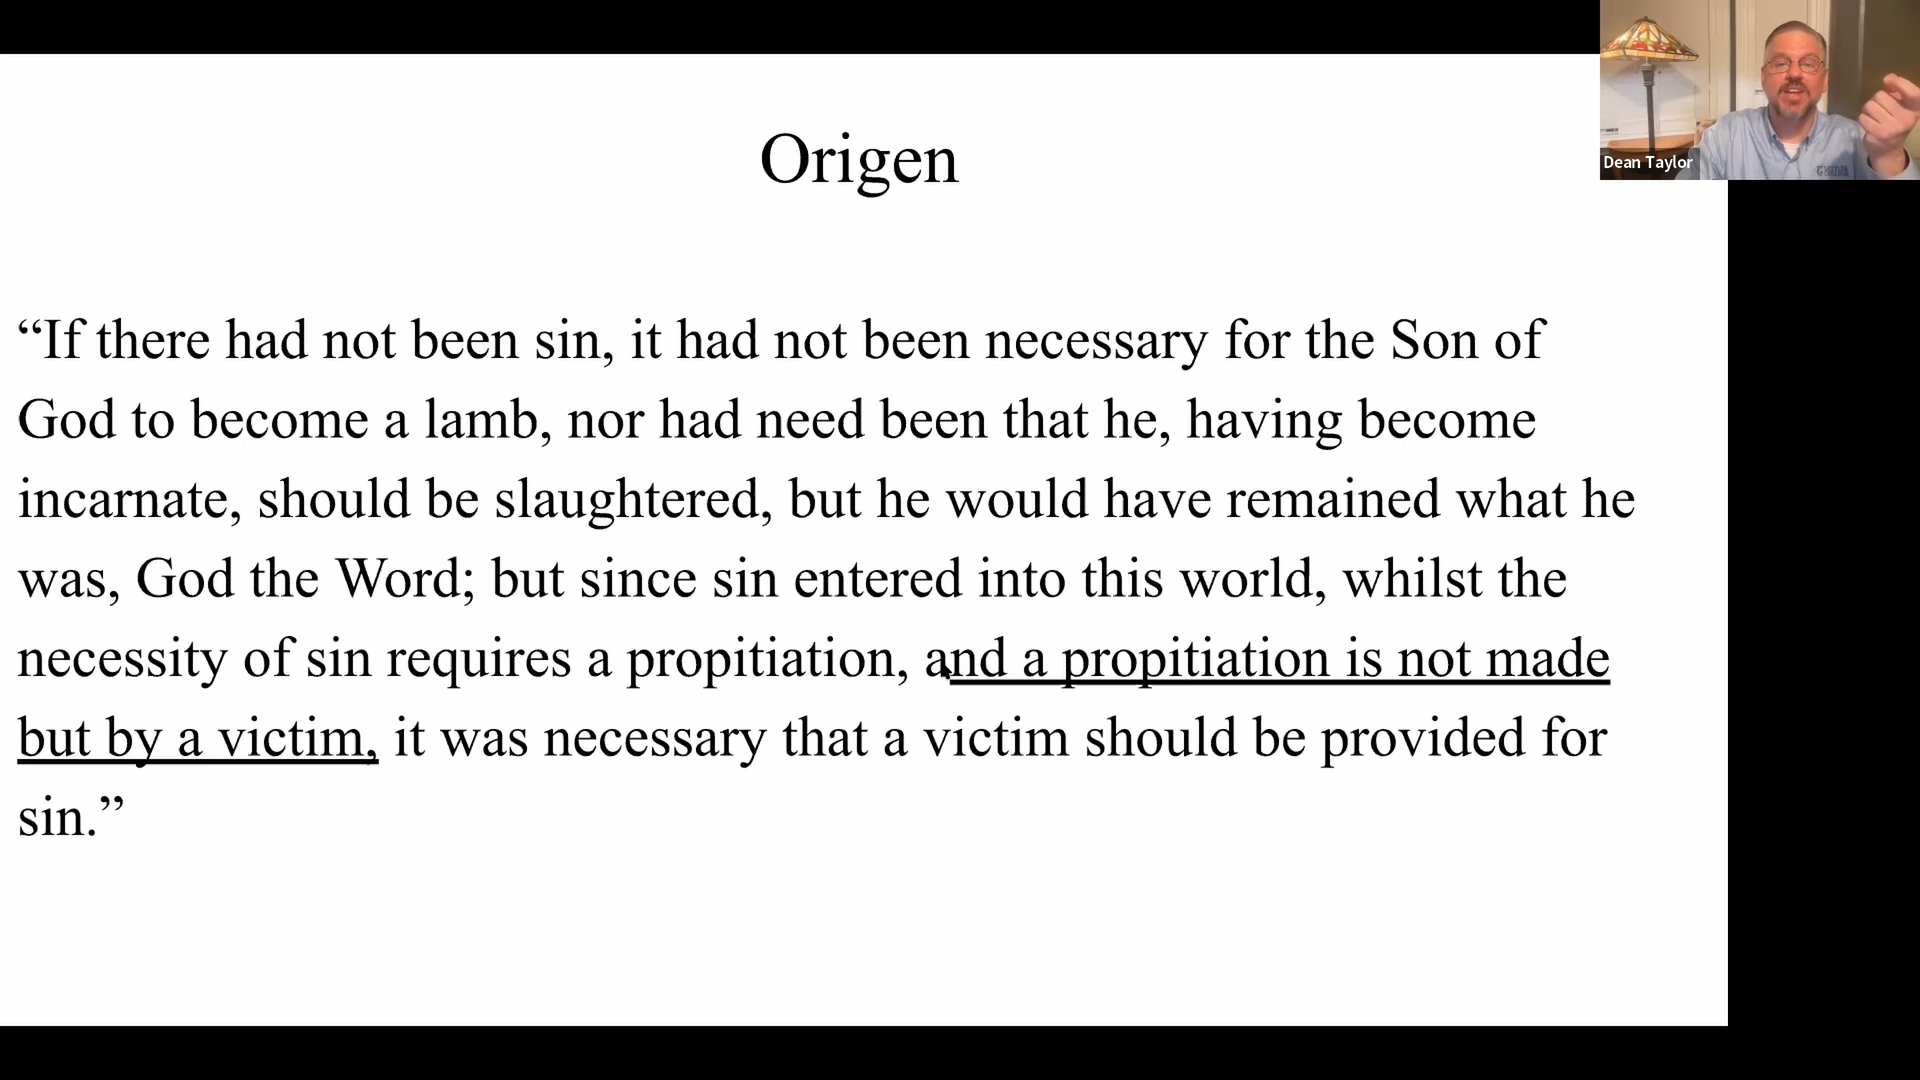 Origen
“If there had not been sin, it had not been necessary for the Son of
God to become a lamb, nor had need been that he, having become
incarnate, should be slaughtered, but he would have remained what he
was, God the Word; but since sin entered into this world, whilst the
necessity of sin requires a propitiation, and a propitiation is not made
but by a victim, it was necessary that a victim should be provided for
sin.”
Dean Taylor